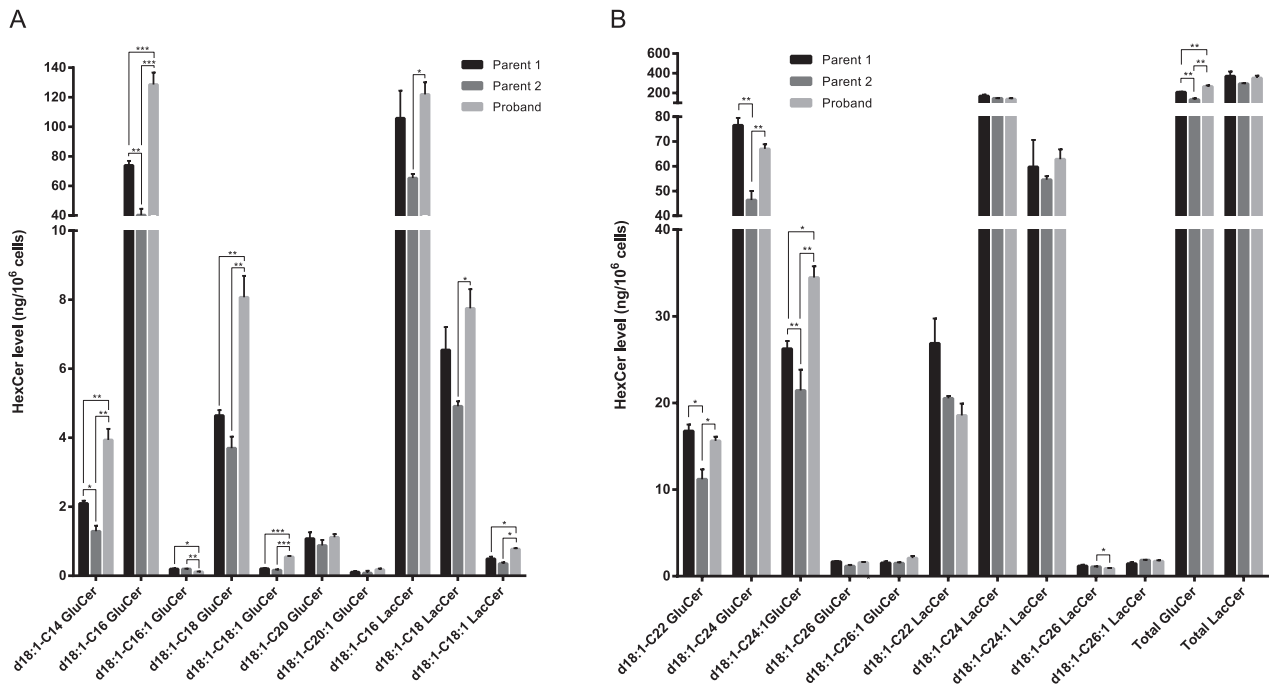 A
HexCer level (ng/10⁶ cells)
140
120
100
80
60
40
10
8
6
4
2
0
Parent 1
Parent 2
Proband
***
***
**
*
**
**
**
**
*
*
*
**
***
***
*
*
d18:1-C14 GluCer
d18:1-C16 GluCer
d18:1-C16:1 GluCer
d18:1-C18 GluCer
d18:1-C18:1 GluCer
d18:1-C20 GluCer
d18:1-C20:1 GluCer
d18:1-C16 LacCer
d18:1-C18 LacCer
d18:1-C18:1 LacCer
B
HexCer level (ng/10⁶ cells)
600
400
200
80
70
60
50
40
40
30
20
10
0
Parent 1
Parent 2
Proband
**
**
**
**
**
*
**
**
*
*
*
d18:1-C22 GluCer
d18:1-C24 GluCer
d18:1-C24:1GluCer
d18:1-C26 GluCer
d18:1-C26:1 GluCer
d18:1-C22 LacCer
d18:1-C24 LacCer
d18:1-C24:1 LacCer
d18:1-C26 LacCer
d18:1-C26:1 LacCer
Total GluCer
Total LacCer